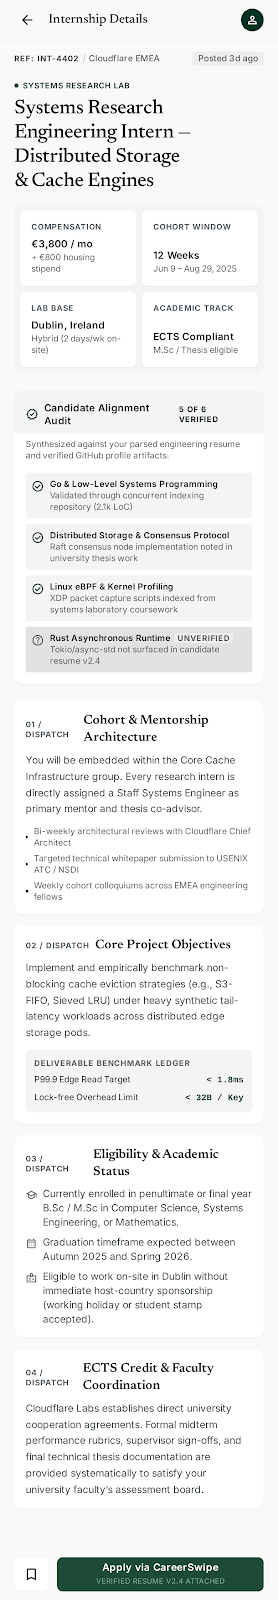 Internship Details
REF: INT-4402 / Cloudflare EMEA
Posted 3d ago
SYSTEMS RESEARCH LAB
Systems Research
Engineering Intern —
Distributed Storage
& Cache Engines
COMPENSATION
€3,800 / mo
+ €800 housing
stipend
COHORT WINDOW
12 Weeks
Jun 9 – Aug 29, 2025
LAB BASE
Dublin, Ireland
Hybrid (2 days/wk on-
site)
ACADEMIC TRACK
ECTS Compliant
M.Sc / Thesis eligible
Candidate Alignment
Audit
5 OF 6
VERIFIED
Synthesized against your parsed engineering resume
and verified GitHub profile artifacts.
Go & Low-Level Systems Programming
Validated through concurrent indexing
repository (2.1k LoC)
Distributed Storage & Consensus Protocol
Raft consensus node implementation noted in
university thesis work
Linux eBPF & Kernel Profiling
XDP packet capture scripts indexed from
systems laboratory coursework
Rust Asynchronous Runtime UNVERIFIED
Tokio/async-std not surfaced in candidate
resume v2.4
01 /
DISPATCH
Cohort & Mentorship
Architecture
You will be embedded within the Core Cache
Infrastructure group. Every research intern is
directly assigned a Staff Systems Engineer as
primary mentor and thesis co-advisor.
• Bi-weekly architectural reviews with Cloudflare Chief
Architect
• Targeted technical whitepaper submission to USENIX
ATC / NSDI
• Weekly cohort colloquiums across EMEA engineering
fellows
02 / DISPATCH Core Project Objectives
Implement and empirically benchmark non-
blocking cache eviction strategies (e.g., S3-
FIFO, Sieved LRU) under heavy synthetic tail-
latency workloads across distributed edge
storage pods.
DELIVERABLE BENCHMARK LEDGER
P99.9 Edge Read Target < 1.8ms
Lock-free Overhead Limit < 32B / Key
03 /
DISPATCH
Eligibility & Academic
Status
Currently enrolled in penultimate or final year
B.Sc / M.Sc in Computer Science, Systems
Engineering, or Mathematics.
Graduation timeframe expected between
Autumn 2025 and Spring 2026.
Eligible to work on-site in Dublin without
immediate host-country sponsorship
(working holiday or student stamp
accepted).
04 /
DISPATCH
ECTS Credit & Faculty
Coordination
Cloudflare Labs establishes direct university
cooperation agreements. Formal midterm
performance rubrics, supervisor sign-offs, and
final technical thesis documentation are
provided systematically to satisfy your
university faculty's assessment board.
Apply via CareerSwipe
VERIFIED RESUME V2.4 ATTACHED